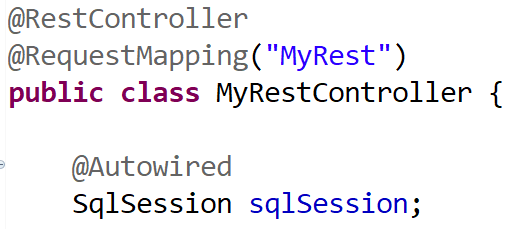 @RestController
@RequestMapping("MyRest")
public class MyRestController {
@Autowired
SqlSession sqlSession;